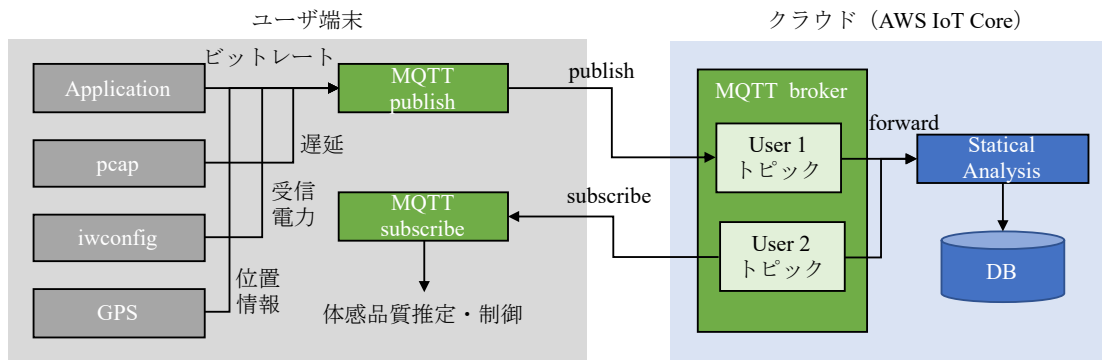 ユーザ端末
クラウド（AWS IoT Core）
ビットレート
Application
MQTT
publish
publish
MQTT broker
pcap
遅延
User 1
トピック
forward
Statical
Analysis
受信
電力
iwconfig
MQTT
subscribe
subscribe
User 2
トピック
DB
位置
情報
GPS
体感品質推定・制御